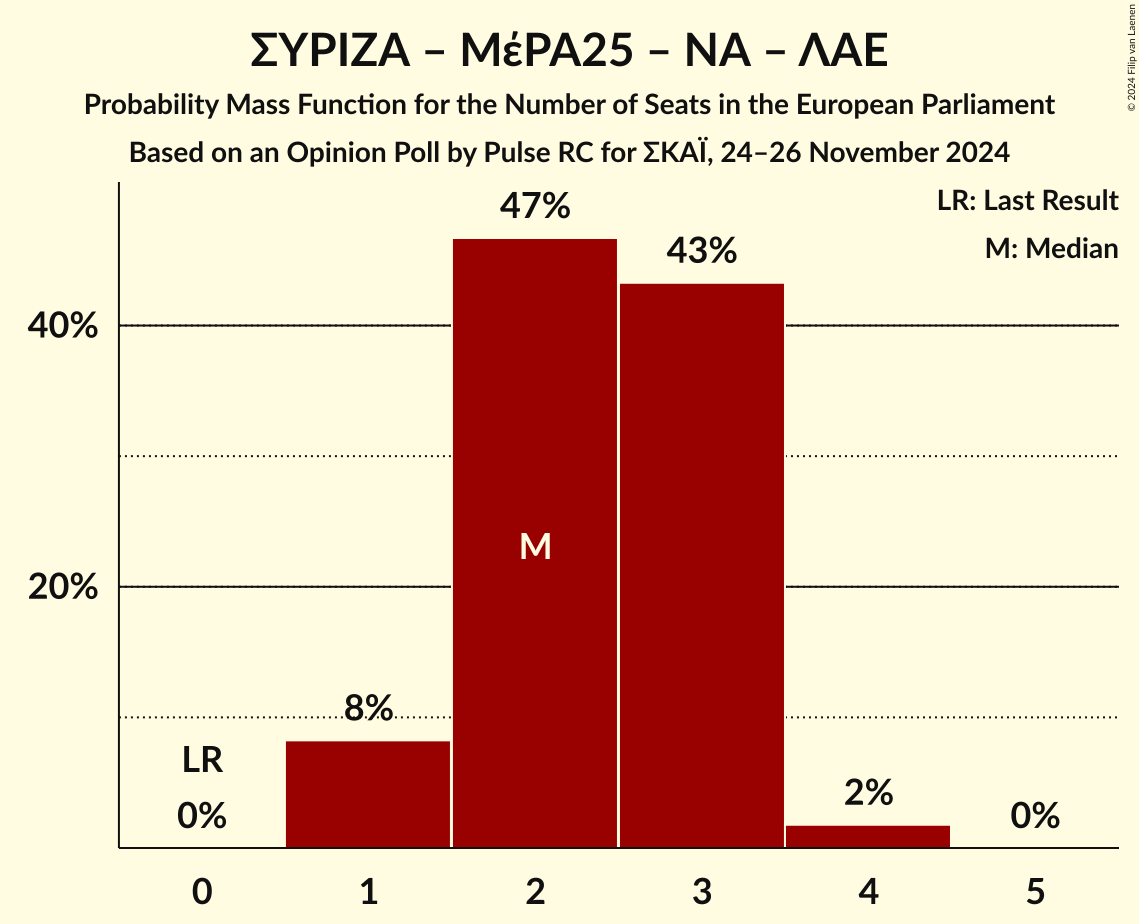 ΣΥΡΙΖΑ – ΜέΡΑ25 – ΝΑ – ΛΑΕ
Probability Mass Function for the Number of Seats in the European Parliament
Based on an Opinion Poll by Pulse RC for ΣΚΑΪ, 24–26 November 2024
© 2024 Filip van Laenen
LR: Last Result
M: Median
47%
43%
40%
M
20%
8%
LR
2%
0%
0%
0 1 2 3 4 5